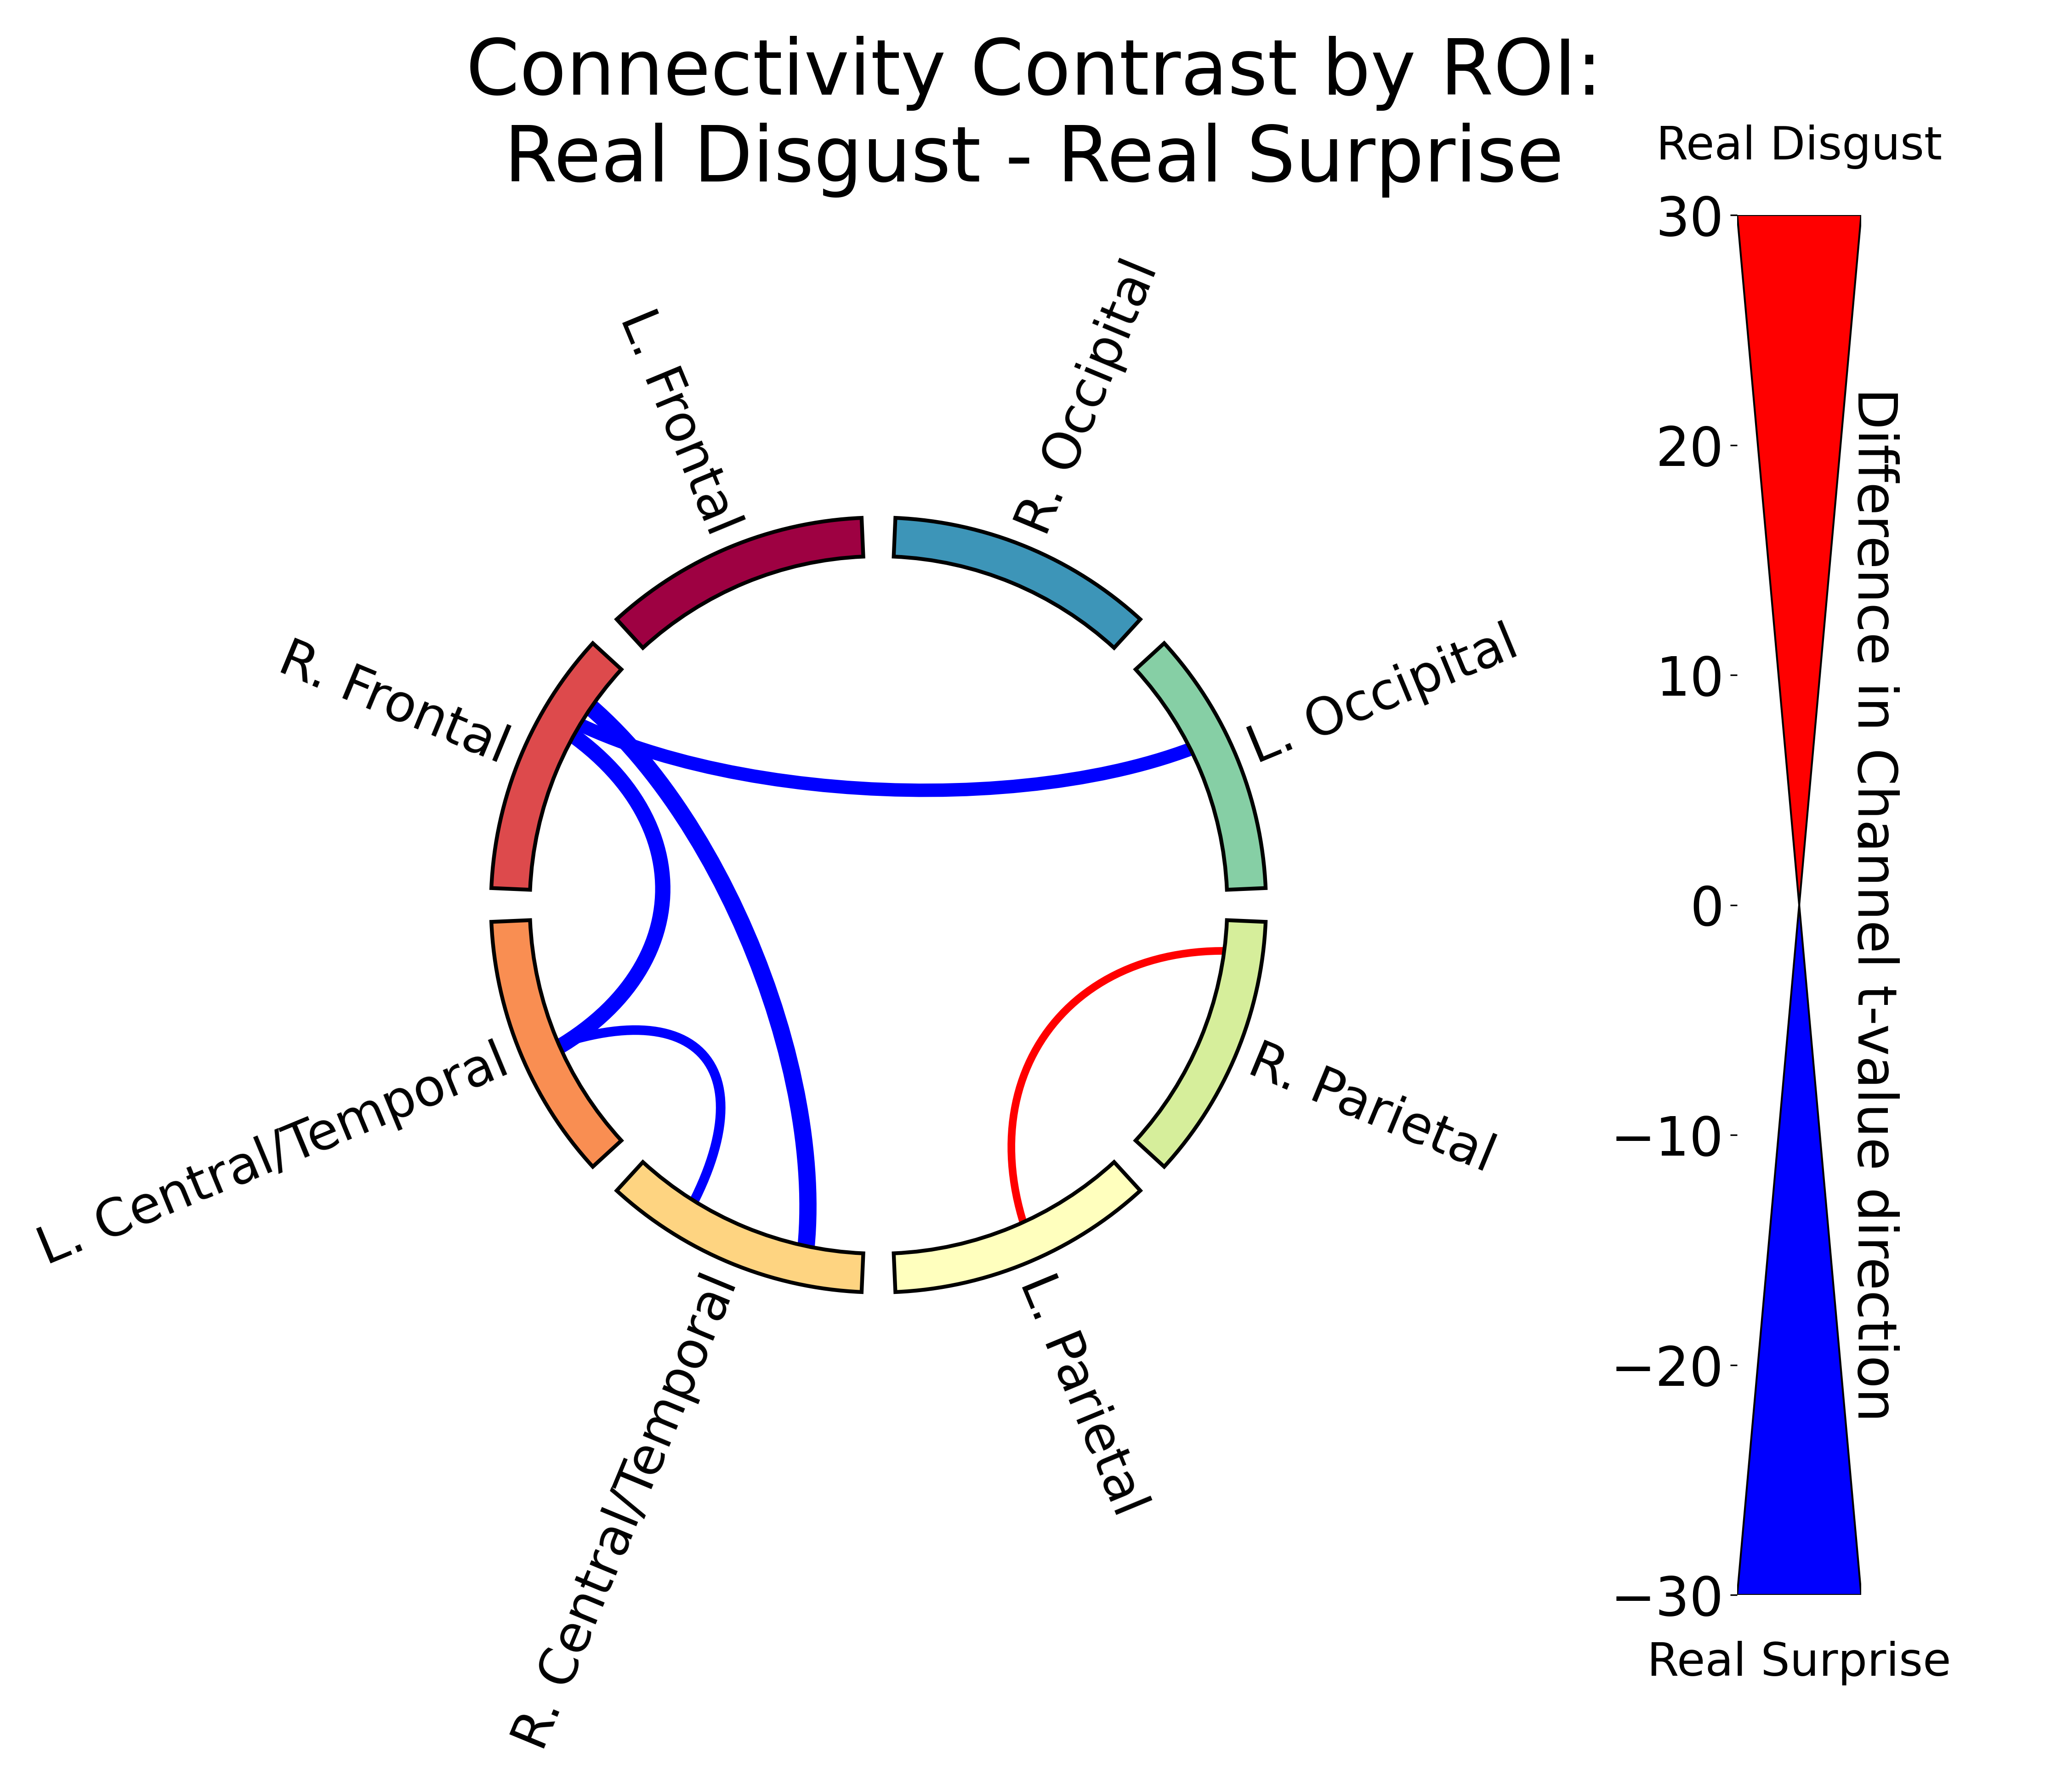 Connectivity Contrast by ROI:
Real Disgust - Real Surprise
Real Disgust
30
20
10
0
−10
−20
−30
Real Surprise
Difference in Channel t-value direction
L. Frontal
R. Occipital
R. Frontal
L. Occipital
L. Central/Temporal
R. Parietal
R. Central/Temporal
L. Parietal